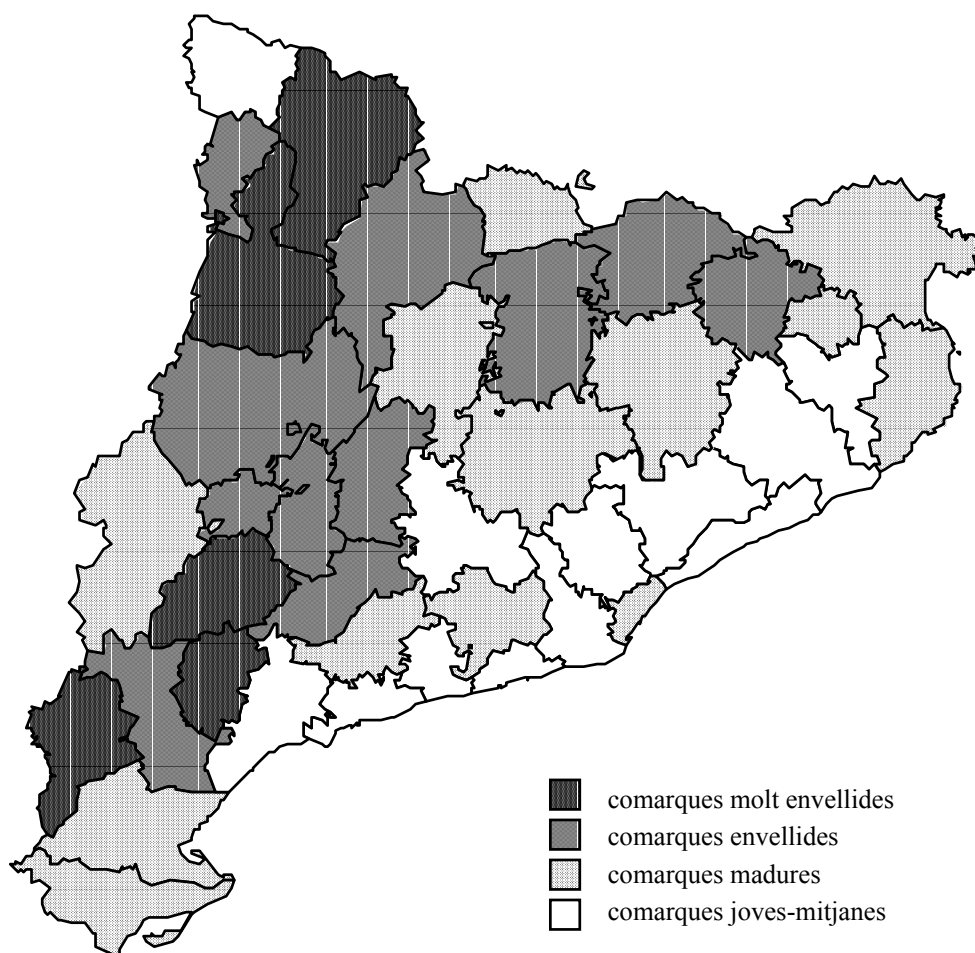 comarques molt envellides
comarques envellides
comarques madures
comarques joves-mitjanes